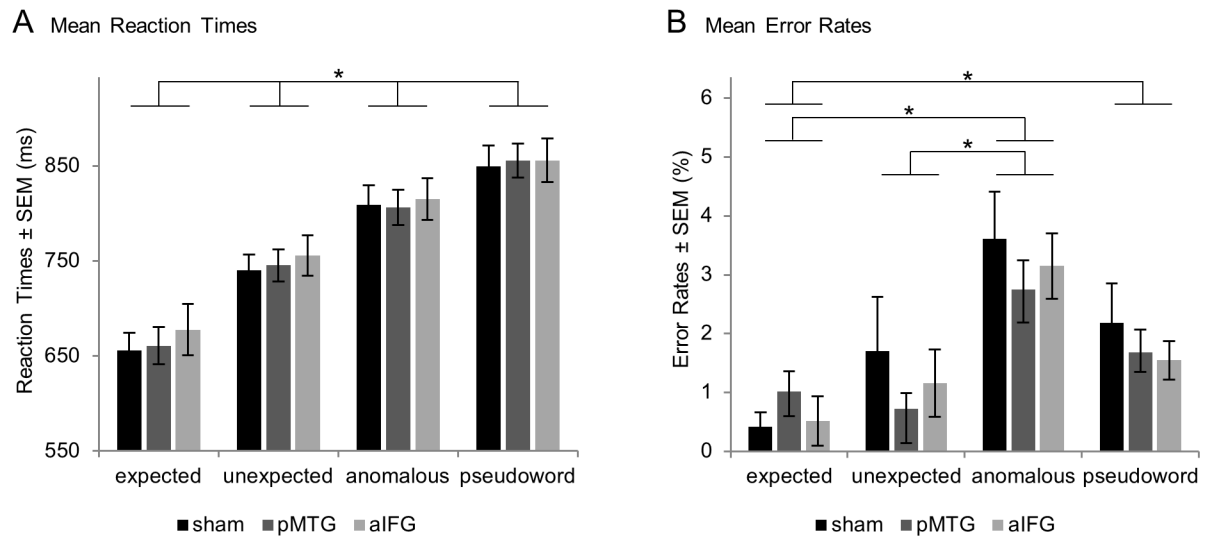 A Mean Reaction Times
*
Reaction Times ± SEM (ms)
850
750
650
550
expected unexpected anomalous pseudoword
sham pMTG aIFG
B Mean Error Rates
*
*
*
Error Rates ± SEM (%)
6
5
4
3
2
1
0
expected unexpected anomalous pseudoword
sham pMTG aIFG